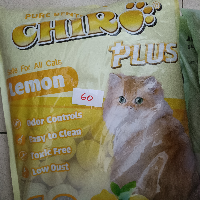 CHIRO
PLUS
For All Cats
Lemon
60
Odor Controls
Easy to Clean
Toxic Free
Low Dust